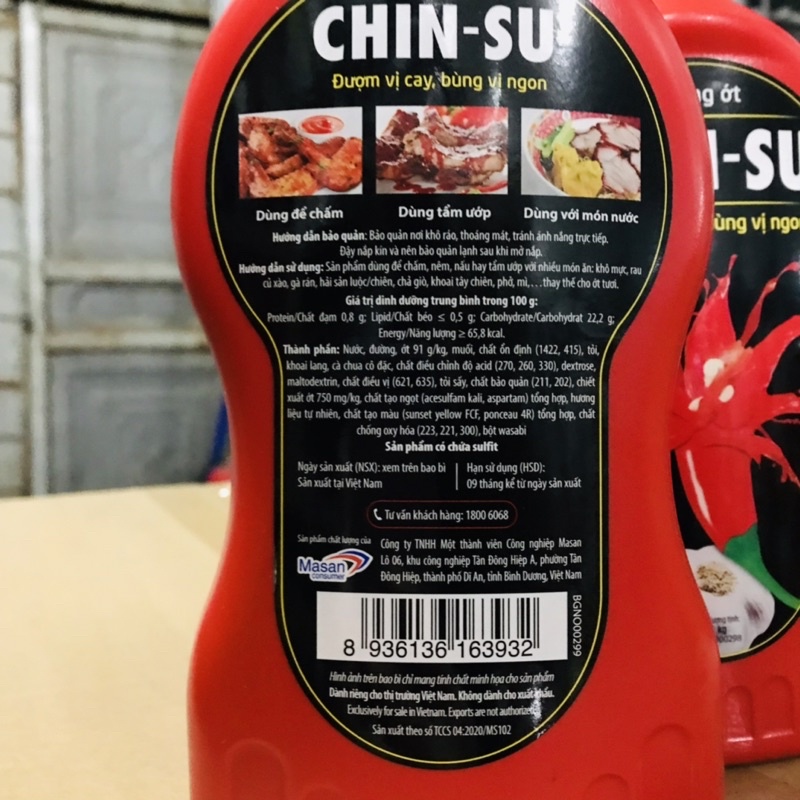 CHIN-SU
Đượm vị cay, bùng vị ngon
Dùng để chấm
Dùng tẩm ướp
Dùng với món nước
Hướng dẫn bảo quản: Bảo quản nơi khô ráo, thoáng mát, tránh ánh nắng trực tiếp.
Đậy nắp kín và nên bảo quản lạnh sau khi mở nắp.
Hướng dẫn sử dụng: Sản phẩm dùng để chấm, nêm, nấu hay tẩm ướp với nhiều món ăn: khô mực, rau
củ xào, gà rán, hải sản luộc/chiên, chả giò, khoai tây chiên, phở, mì,…thay thế cho ớt tươi.
Giá trị dinh dưỡng trung bình trong 100 g:
Protein/Chất đạm 0,8 g; Lipid/Chất béo ≤ 0,5 g; Carbohydrate/Carbohydrat 22,2 g;
Energy/Năng lượng ≥ 65,8 kcal.
Thành phần: Nước, đường, ớt 91 g/kg, muối, chất ổn định (1422, 415), tỏi,
khoai lang, cà chua cô đặc, chất điều chỉnh độ acid (270, 260, 330), dextrose,
maltodextrin, chất điều vị (621, 635), tỏi sấy, chất bảo quản (211, 202), chiết
xuất ớt 750 mg/kg, chất tạo ngọt (acesulfam kali, aspartam) tổng hợp, hương
liệu tự nhiên, chất tạo màu (sunset yellow FCF, ponceau 4R) tổng hợp, chất
chống oxy hóa (223, 221, 300), bột wasabi
Sản phẩm có chứa sulfit
Ngày sản xuất (NSX): xem trên bao bì
Sản xuất tại Việt Nam
Hạn sử dụng (HSD):
09 tháng kể từ ngày sản xuất
Tư vấn khách hàng: 1800 6068
Sản phẩm chất lượng của
Masan
consumer
Công ty TNHH Một thành viên Công nghiệp Masan
Lô 06, khu công nghiệp Tân Đông Hiệp A, phường Tân
Đông Hiệp, thành phố Dĩ An, tỉnh Bình Dương, Việt Nam
BGNO000299
8 936136 163932
Hình ảnh trên bao bì chỉ mang tính chất minh họa cho sản phẩm
Dành riêng cho thị trường Việt Nam. Không dành cho xuất khẩu.
Exclusively for sale in Vietnam. Exports are not authorized.
Sản xuất theo số TCCS 04:2020/MS102
ớt
-SU
ùng vị ngo